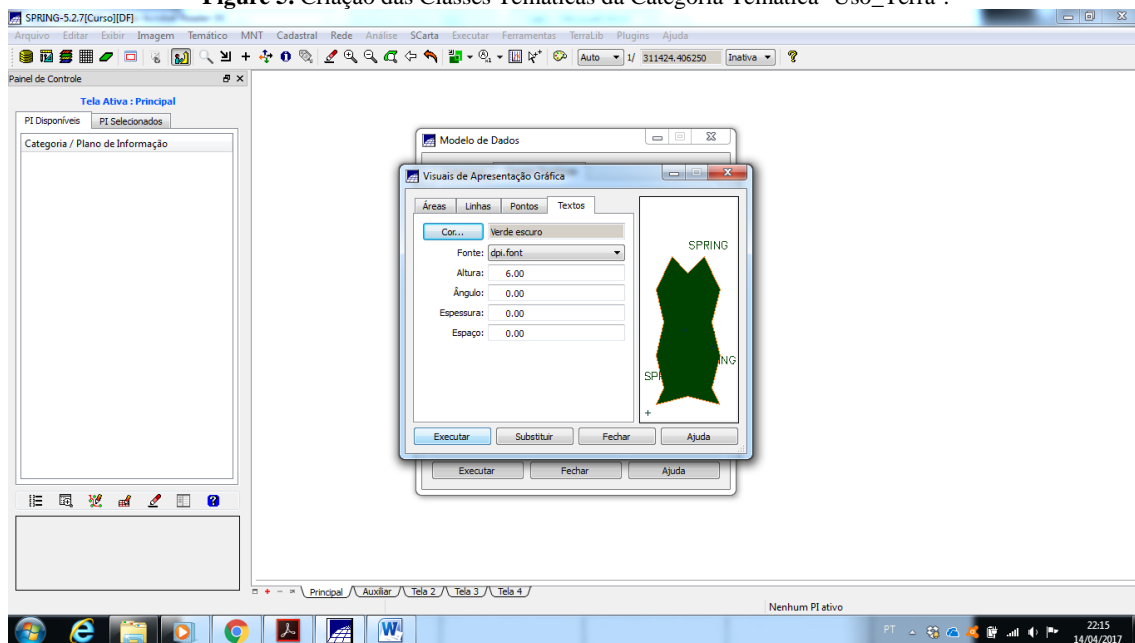 Figure 5. Criação das Classes Temáticas da Categoria Temática "Uso_Terra".
SPRING-5.2.7[Curso][DF]
Arquivo Editar Exibir Imagem Temático MNT Cadastral Rede Análise SCarta Executar Ferramentas TerraLib Plugins Ajuda
Auto 1/ 311424.406250 Inativa
Painel de Controle
Tela Ativa : Principal
PI Disponíveis PI Selecionados
Categoria / Plano de Informação
Modelo de Dados
Visuais de Apresentação Gráfica
Áreas Linhas Pontos Textos
Cor... Verde escuro
Fonte: dpi.font
Altura: 6.00
Ângulo: 0.00
Espessura: 0.00
Espaço: 0.00
SPRING
NG
SP
+
Executar Substituir Fechar Ajuda
Executar Fechar Ajuda
Principal Auxiliar Tela 2 Tela 3 Tela 4
Nenhum PI ativo
PT
22:15
14/04/2017